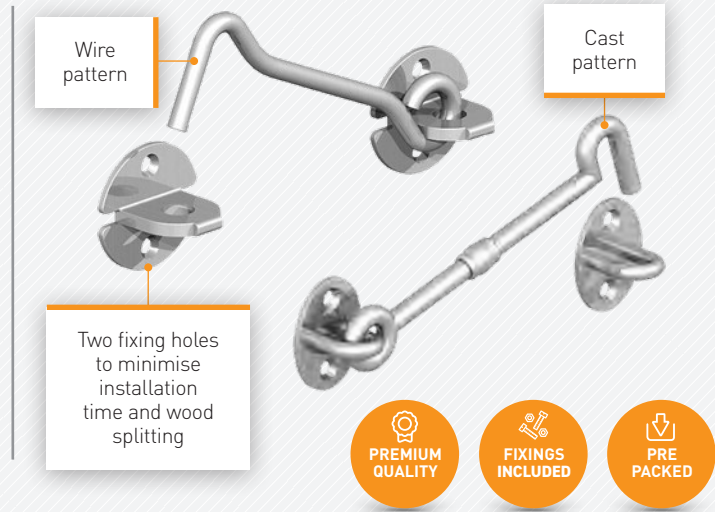 Wire
pattern
Cast
pattern
Two fixing holes
to minimise
installation
time and wood
splitting
PREMIUM
QUALITY
FIXINGS
INCLUDED
PRE
PACKED